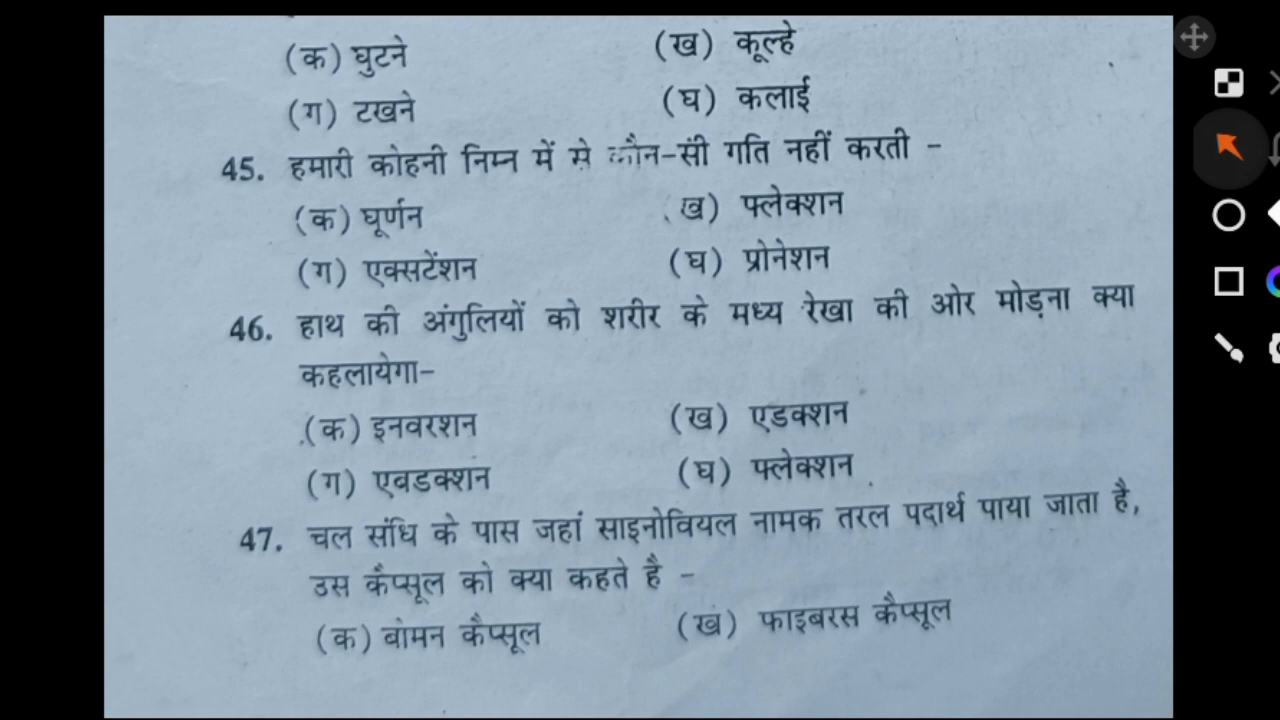 (क) घुटने (ख) कूल्हे
(ग) टखने (घ) कलाई
45. हमारी कोहनी निम्न में से कौन-सी गति नहीं करती -
(क) घूर्णन (ख) फ्लेक्शन
(ग) एक्सटेंशन (घ) प्रोनेशन
46. हाथ की अंगुलियों को शरीर के मध्य रेखा की ओर मोड़ना क्या
कहलायेगा-
(क) इनवरशन (ख) एडक्शन
(ग) एवडक्शन (घ) फ्लेक्शन
47. चल संधि के पास जहां साइनोवियल नामक तरल पदार्थ पाया जाता है,
उस कैप्सूल को क्या कहते है -
(क) बोमन कैप्सूल (ख) फाइबरस कैप्सूल